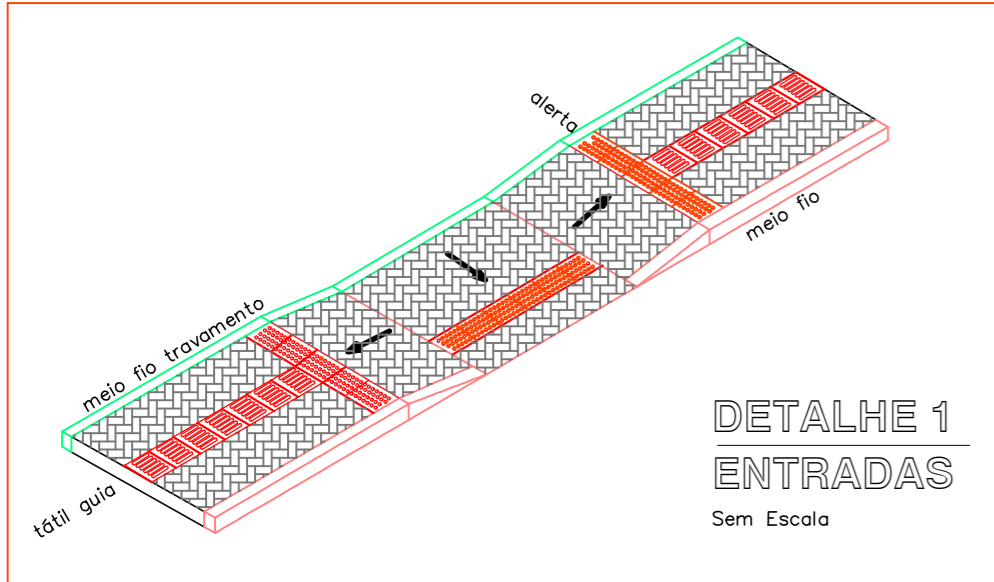 alerta
meio fio
meio fio travamento
tátil guia
DETALHE 1
ENTRADAS
Sem Escala